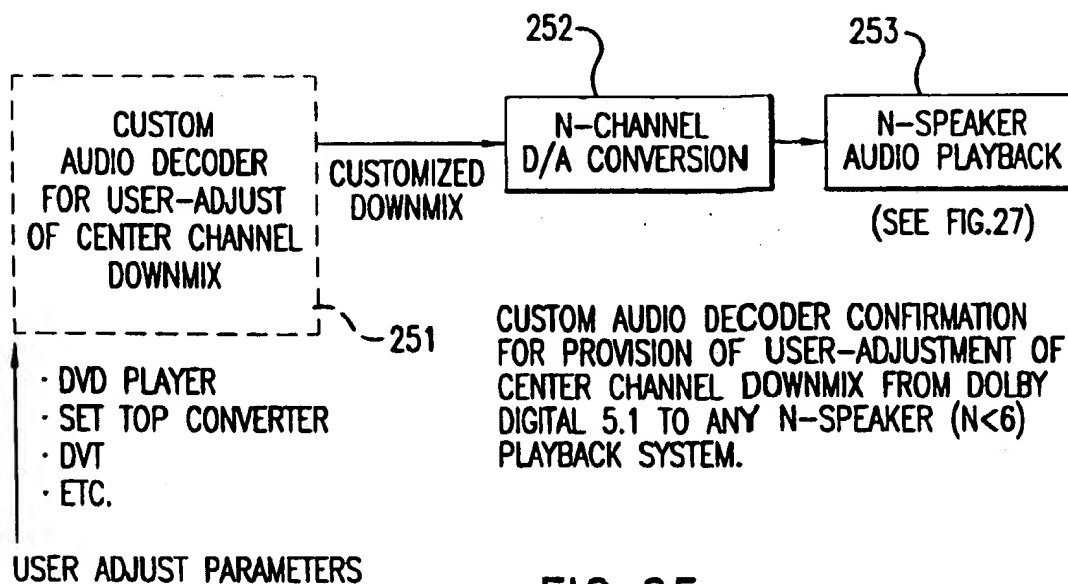 252
253
CUSTOM
AUDIO DECODER
FOR USER-ADJUST
OF CENTER CHANNEL
DOWNMIX
CUSTOMIZED
DOWNMIX
N-CHANNEL
D/A CONVERSION
N-SPEAKER
AUDIO PLAYBACK
(SEE FIG.27)
251
· DVD PLAYER
· SET TOP CONVERTER
· DVT
· ETC.
USER ADJUST PARAMETERS
CUSTOM AUDIO DECODER CONFIRMATION
FOR PROVISION OF USER-ADJUSTMENT OF
CENTER CHANNEL DOWNMIX FROM DOLBY
DIGITAL 5.1 TO ANY N-SPEAKER (N<6)
PLAYBACK SYSTEM.